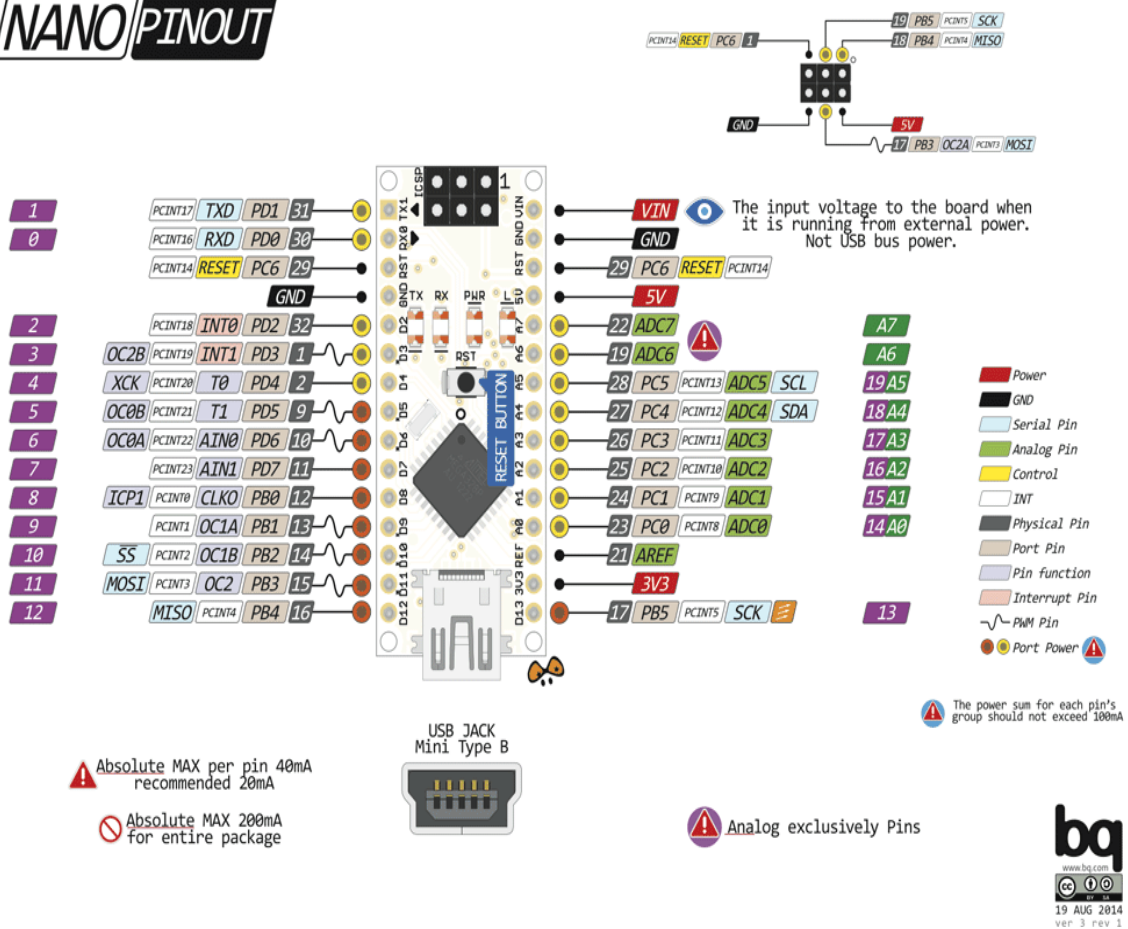 NANO PINOUT
19 PB5 PCINT5 SCK
PCINT14 RESET PC6 1
18 PB4 PCINT4 MISO
GND
5V
17 PB3 OC2A PCINT3 MOSI
ICSP
1
1 PCINT17 TXD PD1 31 TX1 VIN VIN
The input voltage to the board when
it is running from external power.
Not USB bus power.
0 PCINT16 RXD PD0 30 RX0 GND GND
PCINT14 RESET PC6 29 RST RST 29 PC6 RESET PCINT14
GND GND 5V 5V
TX RX PWR L
2 PCINT18 INT0 PD2 32 D2 A7 22 ADC7 A7
3 OC2B PCINT19 INT1 PD3 1 D3 A6 19 ADC6 A6
RST
4 XCK PCINT20 T0 PD4 2 D4 A5 28 PC5 PCINT13 ADC5 SCL 19 A5
5 OC0B PCINT21 T1 PD5 9 D5 A4 27 PC4 PCINT12 ADC4 SDA 18 A4
RESET BUTTON
6 OC0A PCINT22 AIN0 PD6 10 D6 A3 26 PC3 PCINT11 ADC3 17 A3
7 PCINT23 AIN1 PD7 11 D7 A2 25 PC2 PCINT10 ADC2 16 A2
8 ICP1 PCINT0 CLKO PB0 12 D8 A1 24 PC1 PCINT9 ADC1 15 A1
9 PCINT1 OC1A PB1 13 D9 A0 23 PC0 PCINT8 ADC0 14 A0
10 SS PCINT2 OC1B PB2 14 D10 REF 21 AREF
11 MOSI PCINT3 OC2 PB3 15 D11 3V3 3V3
12 MISO PCINT4 PB4 16 D12 D13 17 PB5 PCINT5 SCK 13
Power
GND
Serial Pin
Analog Pin
Control
INT
Physical Pin
Port Pin
Pin function
Interrupt Pin
PWM Pin
Port Power
The power sum for each pin's
group should not exceed 100mA
USB JACK
Mini Type B
Absolute MAX per pin 40mA
recommended 20mA
Absolute MAX 200mA
for entire package
Analog exclusively Pins
bq
www.bq.com
cc BY SA
19 AUG 2014
ver 3 rev 1